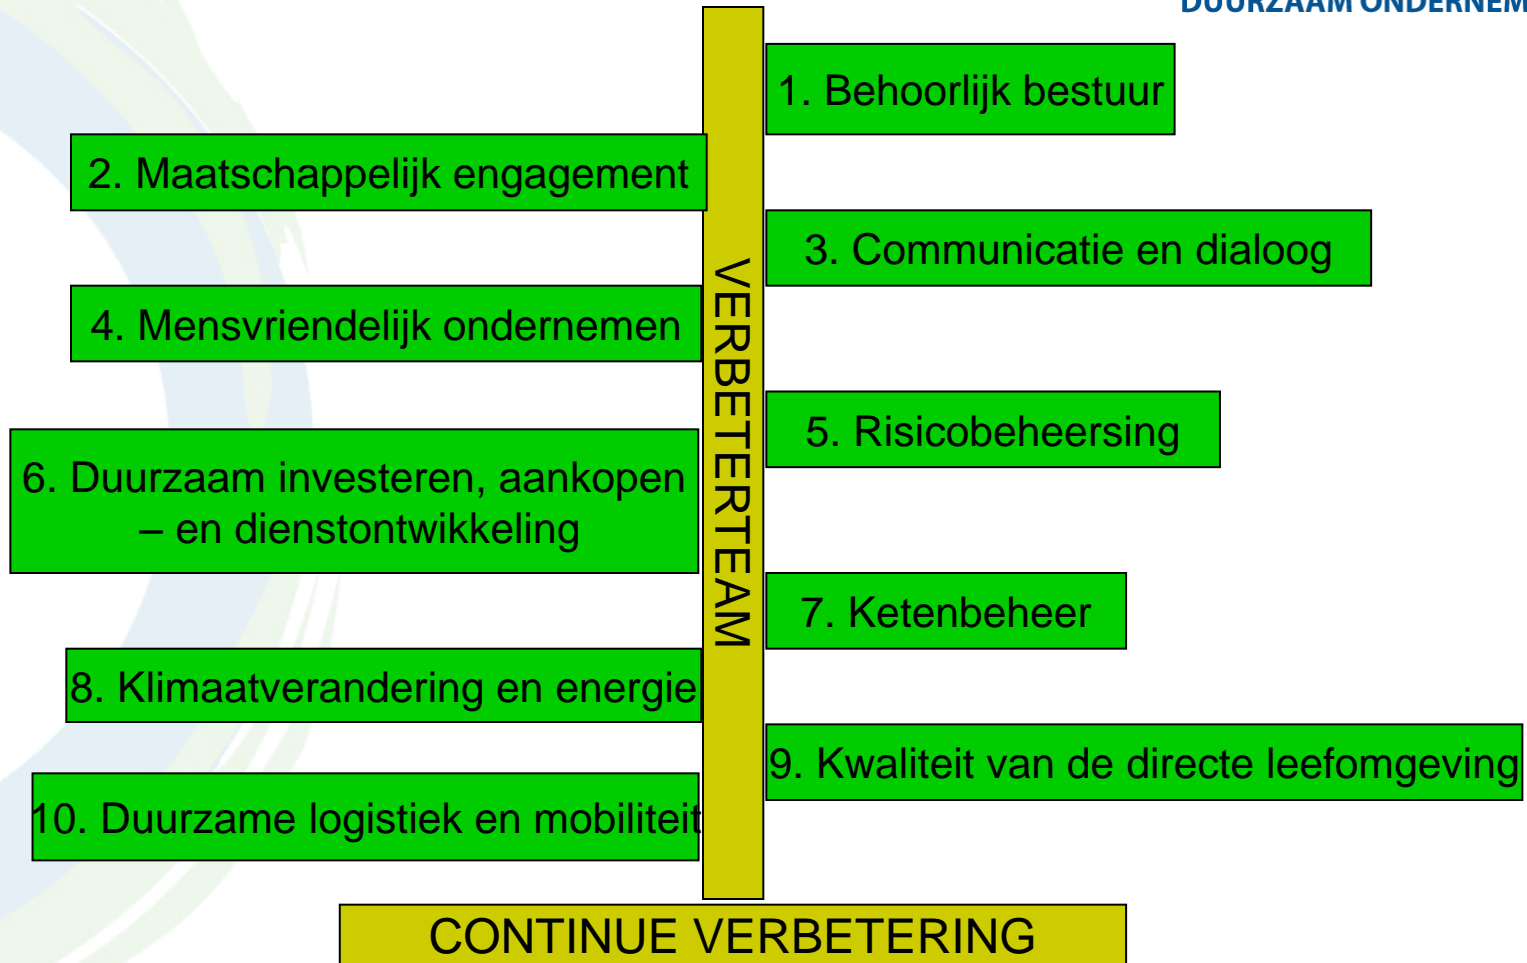 DUURZAAM ONDERNEM
1. Behoorlijk bestuur
2. Maatschappelijk engagement
3. Communicatie en dialoog
4. Mensvriendelijk ondernemen
VERBETERTEAM
5. Risicobeheersing
6. Duurzaam investeren, aankopen
– en dienstontwikkeling
7. Ketenbeheer
8. Klimaatverandering en energie
9. Kwaliteit van de directe leefomgeving
10. Duurzame logistiek en mobiliteit
CONTINUE VERBETERING